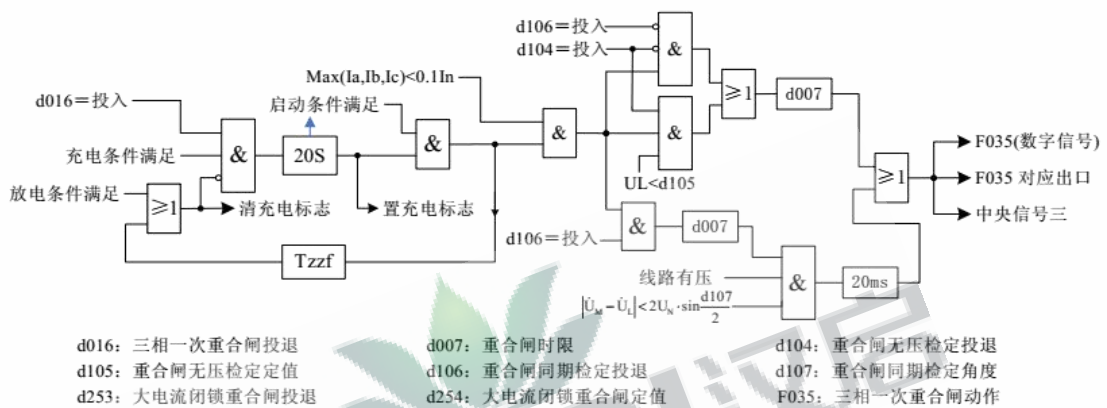 d106＝投入
d104＝投入
Max(Ia,Ib,Ic)<0.1In
d016＝投入
启动条件满足
&
≥1
d007
充电条件满足
&
20S
&
&
&
F035(数字信号)
放电条件满足
≥1
清充电标志
置充电标志
UL<d105
≥1
F035 对应出口
中央信号三
d106＝投入
&
d007
Tzzf
线路有压
&
20ms
|U̇M－U̇L|<2UN·sin d107/2
d016：三相一次重合闸投退
d007：重合闸时限
d104：重合闸无压检定投退
d105：重合闸无压检定定值
d106：重合闸同期检定投退
d107：重合闸同期检定角度
d253：大电流闭锁重合闸投退
d254：大电流闭锁重合闸定值
F035：三相一次重合闸动作